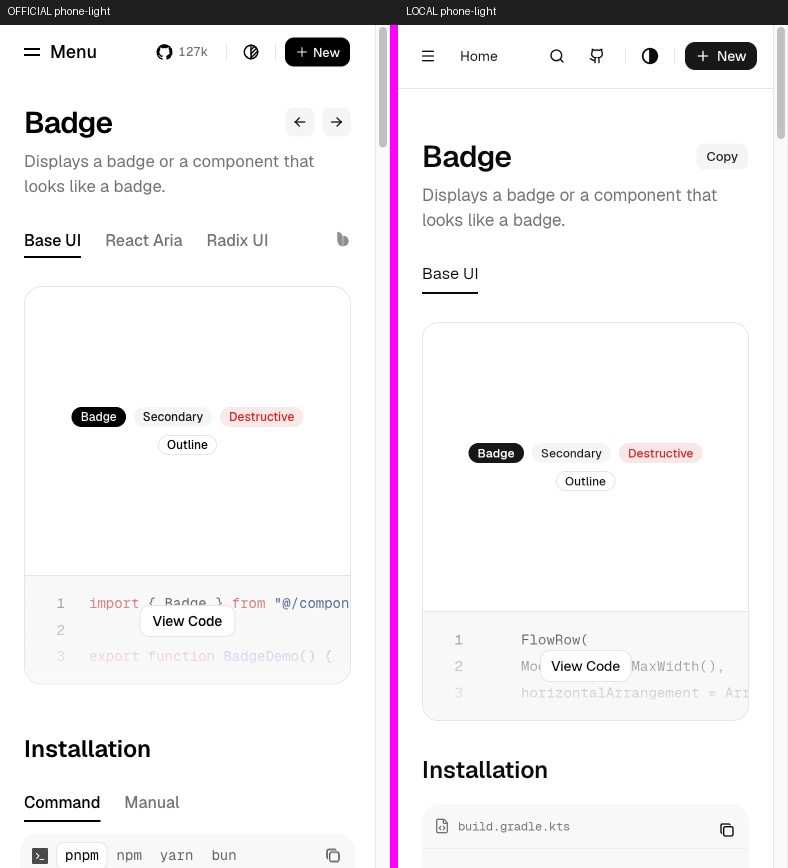 OFFICIAL phone-light
Menu
127k
New
Badge
Displays a badge or a component that
looks like a badge.
Base UI
React Aria
Radix UI
Badge
Secondary
Destructive
Outline
1 import { Badge } from "@/compon
2
3 export function BadgeDemo() {
View Code
Installation
Command
Manual
pnpm
npm
yarn
bun
LOCAL phone-light
Home
New
Badge
Copy
Displays a badge or a component that
looks like a badge.
Base UI
Badge
Secondary
Destructive
Outline
1 FlowRow(
2 MaxWidth(),
3 horizontalArrangement = Arr
View Code
Installation
build.gradle.kts